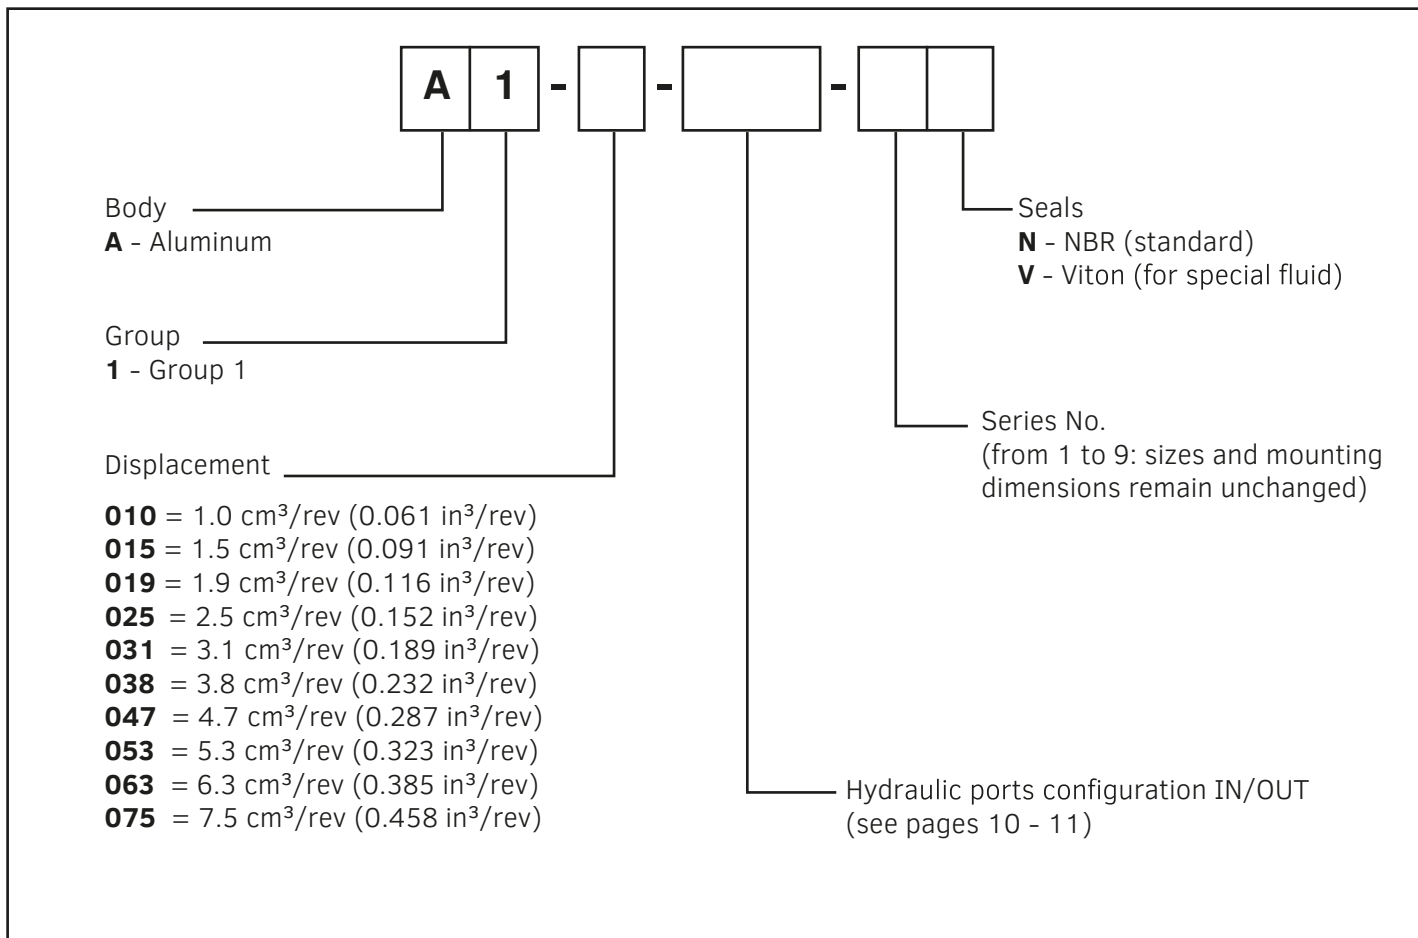 A 1 - - -
Body
A - Aluminum
Group
1 - Group 1
Displacement
010 = 1.0 cm³/rev (0.061 in³/rev)
015 = 1.5 cm³/rev (0.091 in³/rev)
019 = 1.9 cm³/rev (0.116 in³/rev)
025 = 2.5 cm³/rev (0.152 in³/rev)
031 = 3.1 cm³/rev (0.189 in³/rev)
038 = 3.8 cm³/rev (0.232 in³/rev)
047 = 4.7 cm³/rev (0.287 in³/rev)
053 = 5.3 cm³/rev (0.323 in³/rev)
063 = 6.3 cm³/rev (0.385 in³/rev)
075 = 7.5 cm³/rev (0.458 in³/rev)
Seals
N - NBR (standard)
V - Viton (for special fluid)
Series No.
(from 1 to 9: sizes and mounting
dimensions remain unchanged)
Hydraulic ports configuration IN/OUT
(see pages 10 - 11)